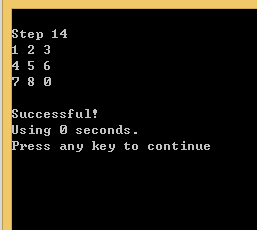 Step 14
1 2 3
4 5 6
7 8 0
Successful!
Using 0 seconds.
Press any key to continue